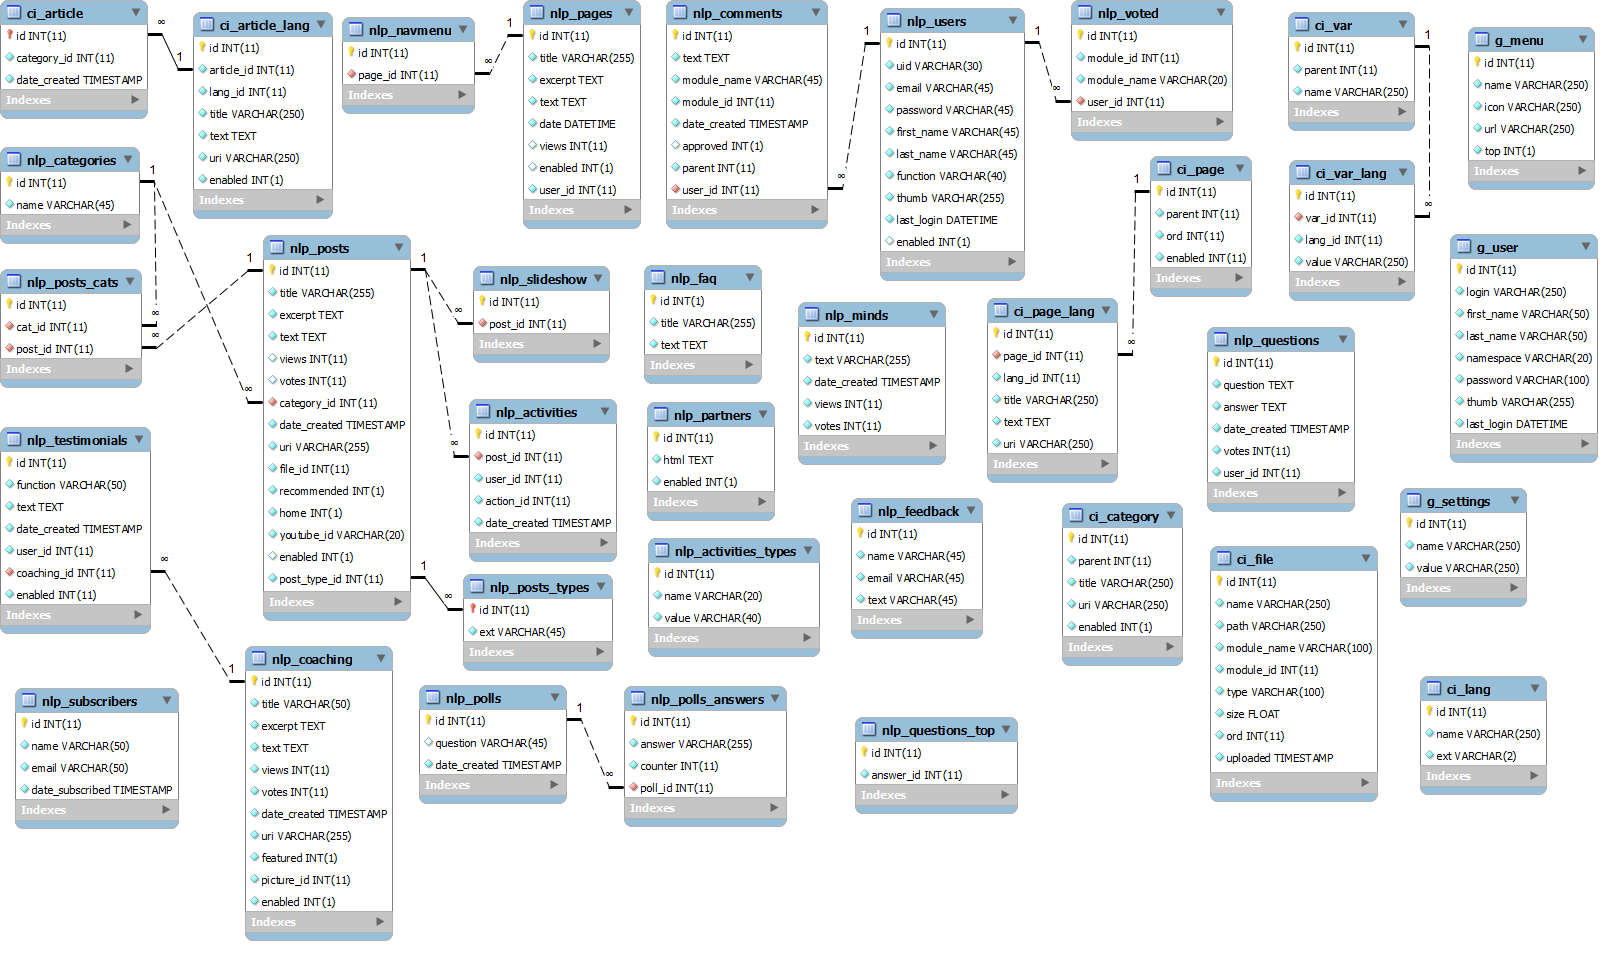 ci_article
id INT(11)
category_id INT(11)
date_created TIMESTAMP
Indexes
∞
1
ci_article_lang
id INT(11)
article_id INT(11)
lang_id INT(11)
title VARCHAR(250)
text TEXT
uri VARCHAR(250)
enabled INT(1)
Indexes
nlp_navmenu
id INT(11)
page_id INT(11)
Indexes
∞
1
nlp_pages
id INT(11)
title VARCHAR(255)
excerpt TEXT
text TEXT
date DATETIME
views INT(11)
enabled INT(1)
user_id INT(11)
Indexes
nlp_comments
id INT(11)
text TEXT
module_name VARCHAR(45)
module_id INT(11)
date_created TIMESTAMP
approved INT(1)
parent INT(11)
user_id INT(11)
Indexes
∞
1
nlp_users
id INT(11)
uid VARCHAR(30)
email VARCHAR(45)
password VARCHAR(45)
first_name VARCHAR(45)
last_name VARCHAR(45)
function VARCHAR(40)
thumb VARCHAR(255)
last_login DATETIME
enabled INT(1)
Indexes
1
∞
nlp_voted
id INT(11)
module_id INT(11)
module_name VARCHAR(20)
user_id INT(11)
Indexes
ci_var
id INT(11)
parent INT(11)
name VARCHAR(250)
Indexes
1
∞
g_menu
id INT(11)
name VARCHAR(250)
icon VARCHAR(250)
url VARCHAR(250)
top INT(1)
Indexes
nlp_categories
id INT(11)
name VARCHAR(45)
Indexes
1
∞
∞
nlp_posts_cats
id INT(11)
cat_id INT(11)
post_id INT(11)
Indexes
∞
1
nlp_posts
id INT(11)
title VARCHAR(255)
excerpt TEXT
text TEXT
views INT(11)
votes INT(11)
category_id INT(11)
date_created TIMESTAMP
uri VARCHAR(255)
file_id INT(11)
recommended INT(1)
home INT(1)
youtube_id VARCHAR(20)
enabled INT(1)
post_type_id INT(11)
Indexes
1
∞
∞
1
∞
nlp_slideshow
id INT(11)
post_id INT(11)
Indexes
nlp_faq
id INT(1)
title VARCHAR(255)
text TEXT
Indexes
nlp_minds
id INT(11)
text VARCHAR(255)
date_created TIMESTAMP
views INT(11)
votes INT(11)
Indexes
ci_page
id INT(11)
parent INT(11)
ord INT(11)
enabled INT(11)
Indexes
1
∞
ci_page_lang
id INT(11)
page_id INT(11)
lang_id INT(11)
title VARCHAR(250)
text TEXT
uri VARCHAR(250)
Indexes
ci_var_lang
id INT(11)
var_id INT(11)
lang_id INT(11)
value VARCHAR(250)
Indexes
g_user
id INT(11)
login VARCHAR(250)
first_name VARCHAR(50)
last_name VARCHAR(50)
namespace VARCHAR(20)
password VARCHAR(100)
thumb VARCHAR(255)
last_login DATETIME
Indexes
nlp_questions
id INT(11)
question TEXT
answer TEXT
date_created TIMESTAMP
votes INT(11)
user_id INT(11)
Indexes
nlp_testimonials
id INT(11)
function VARCHAR(50)
text TEXT
date_created TIMESTAMP
user_id INT(11)
coaching_id INT(11)
enabled INT(11)
Indexes
∞
1
nlp_activities
id INT(11)
post_id INT(11)
user_id INT(11)
action_id INT(11)
date_created TIMESTAMP
Indexes
nlp_partners
id INT(11)
html TEXT
enabled INT(1)
Indexes
nlp_posts_types
id INT(11)
ext VARCHAR(45)
Indexes
nlp_activities_types
id INT(11)
name VARCHAR(20)
value VARCHAR(40)
Indexes
nlp_feedback
id INT(11)
name VARCHAR(45)
email VARCHAR(45)
text VARCHAR(45)
Indexes
ci_category
id INT(11)
parent INT(11)
title VARCHAR(250)
uri VARCHAR(250)
enabled INT(1)
Indexes
ci_file
id INT(11)
name VARCHAR(250)
path VARCHAR(250)
module_name VARCHAR(100)
module_id INT(11)
type VARCHAR(100)
size FLOAT
ord INT(11)
uploaded TIMESTAMP
Indexes
g_settings
id INT(11)
name VARCHAR(250)
value VARCHAR(250)
Indexes
nlp_subscribers
id INT(11)
name VARCHAR(50)
email VARCHAR(50)
date_subscribed TIMESTAMP
Indexes
nlp_coaching
id INT(11)
title VARCHAR(50)
excerpt TEXT
text TEXT
views INT(11)
votes INT(11)
date_created TIMESTAMP
uri VARCHAR(255)
featured INT(1)
picture_id INT(11)
enabled INT(1)
Indexes
nlp_polls
id INT(11)
question VARCHAR(45)
date_created TIMESTAMP
Indexes
1
∞
nlp_polls_answers
id INT(11)
answer VARCHAR(255)
counter INT(11)
poll_id INT(11)
Indexes
nlp_questions_top
id INT(11)
answer_id INT(11)
Indexes
ci_lang
id INT(11)
name VARCHAR(250)
ext VARCHAR(2)
Indexes